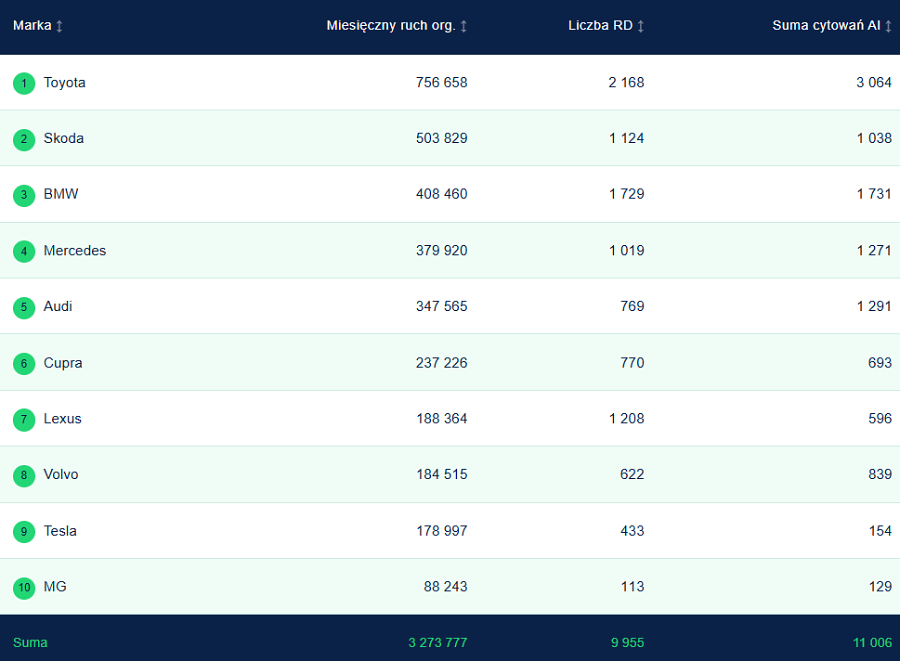 Marka ↕ Miesięczny ruch org. ↕ Liczba RD ↕ Suma cytowań AI ↕
1 Toyota 756 658 2 168 3 064
2 Skoda 503 829 1 124 1 038
3 BMW 408 460 1 729 1 731
4 Mercedes 379 920 1 019 1 271
5 Audi 347 565 769 1 291
6 Cupra 237 226 770 693
7 Lexus 188 364 1 208 596
8 Volvo 184 515 622 839
9 Tesla 178 997 433 154
10 MG 88 243 113 129
Suma 3 273 777 9 955 11 006